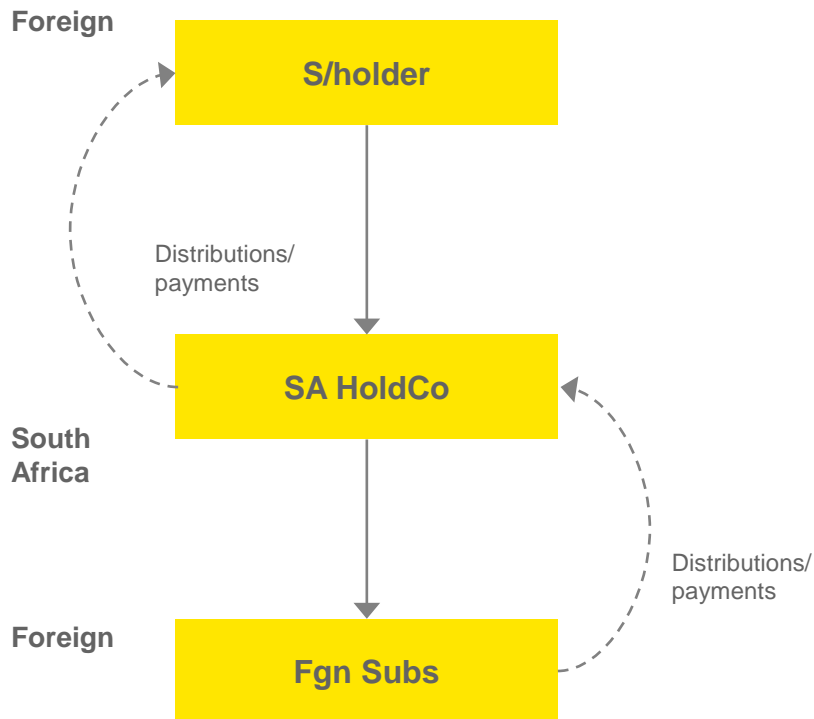 Foreign
S/holder
Distributions/
payments
SA HoldCo
South
Africa
Distributions/
payments
Foreign
Fgn Subs